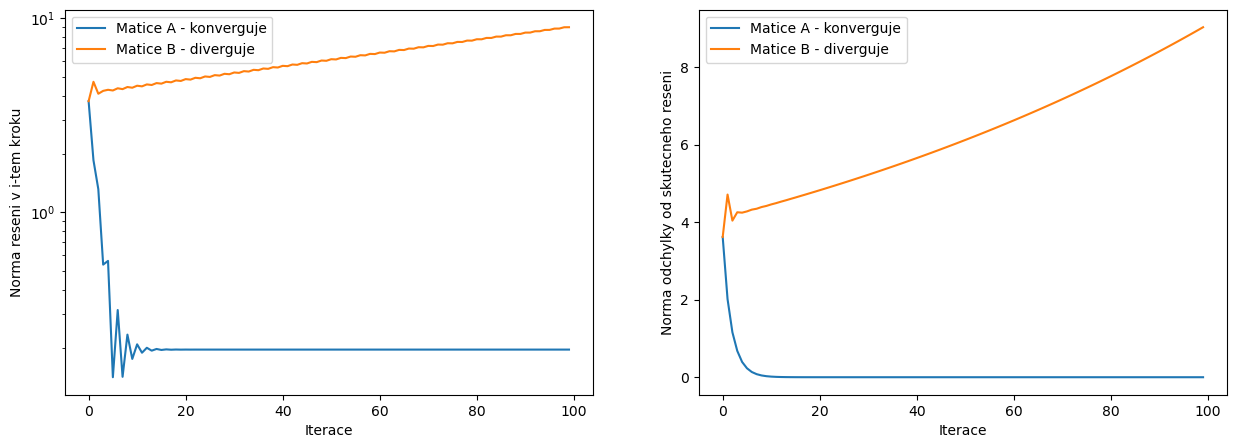 Matice A - konverguje
Matice B - diverguje
Norma reseni v i-tem kroku
10^1
10^0
0
20
40
60
80
100
Iterace
Matice A - konverguje
Matice B - diverguje
Norma odchylky od skutecneho reseni
8
6
4
2
0
0
20
40
60
80
100
Iterace